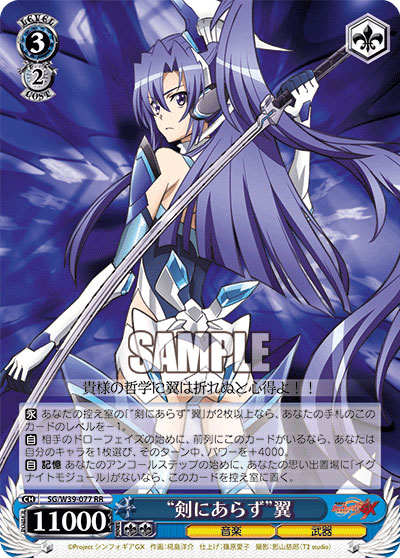 LEVEL
3
2
COST
SAMPLE
貴様の哲学に翼は折れぬと心得よ！！
永 あなたの控え室の「“剣にあらず”翼」が2枚以上なら、あなたの手札のこの
カードのレベルを－1。
自 相手のドローフェイズの始めに、前列にこのカードがいるなら、あなたは
自分のキャラを1枚選び、そのターン中、パワーを＋4000。
自 記憶 あなたのアンコールステップの始めに、あなたの思い出置場に「イグ
ナイトモジュール」があるなら、このカードを控え室に置く。
CH SG/W39-077 RR
11000
“剣にあらず”翼
音楽 武器
©Project シンフォギアGX 作画：椛島洋介 仕上げ：篠原愛子 撮影：影山慈郎（T2 studio）